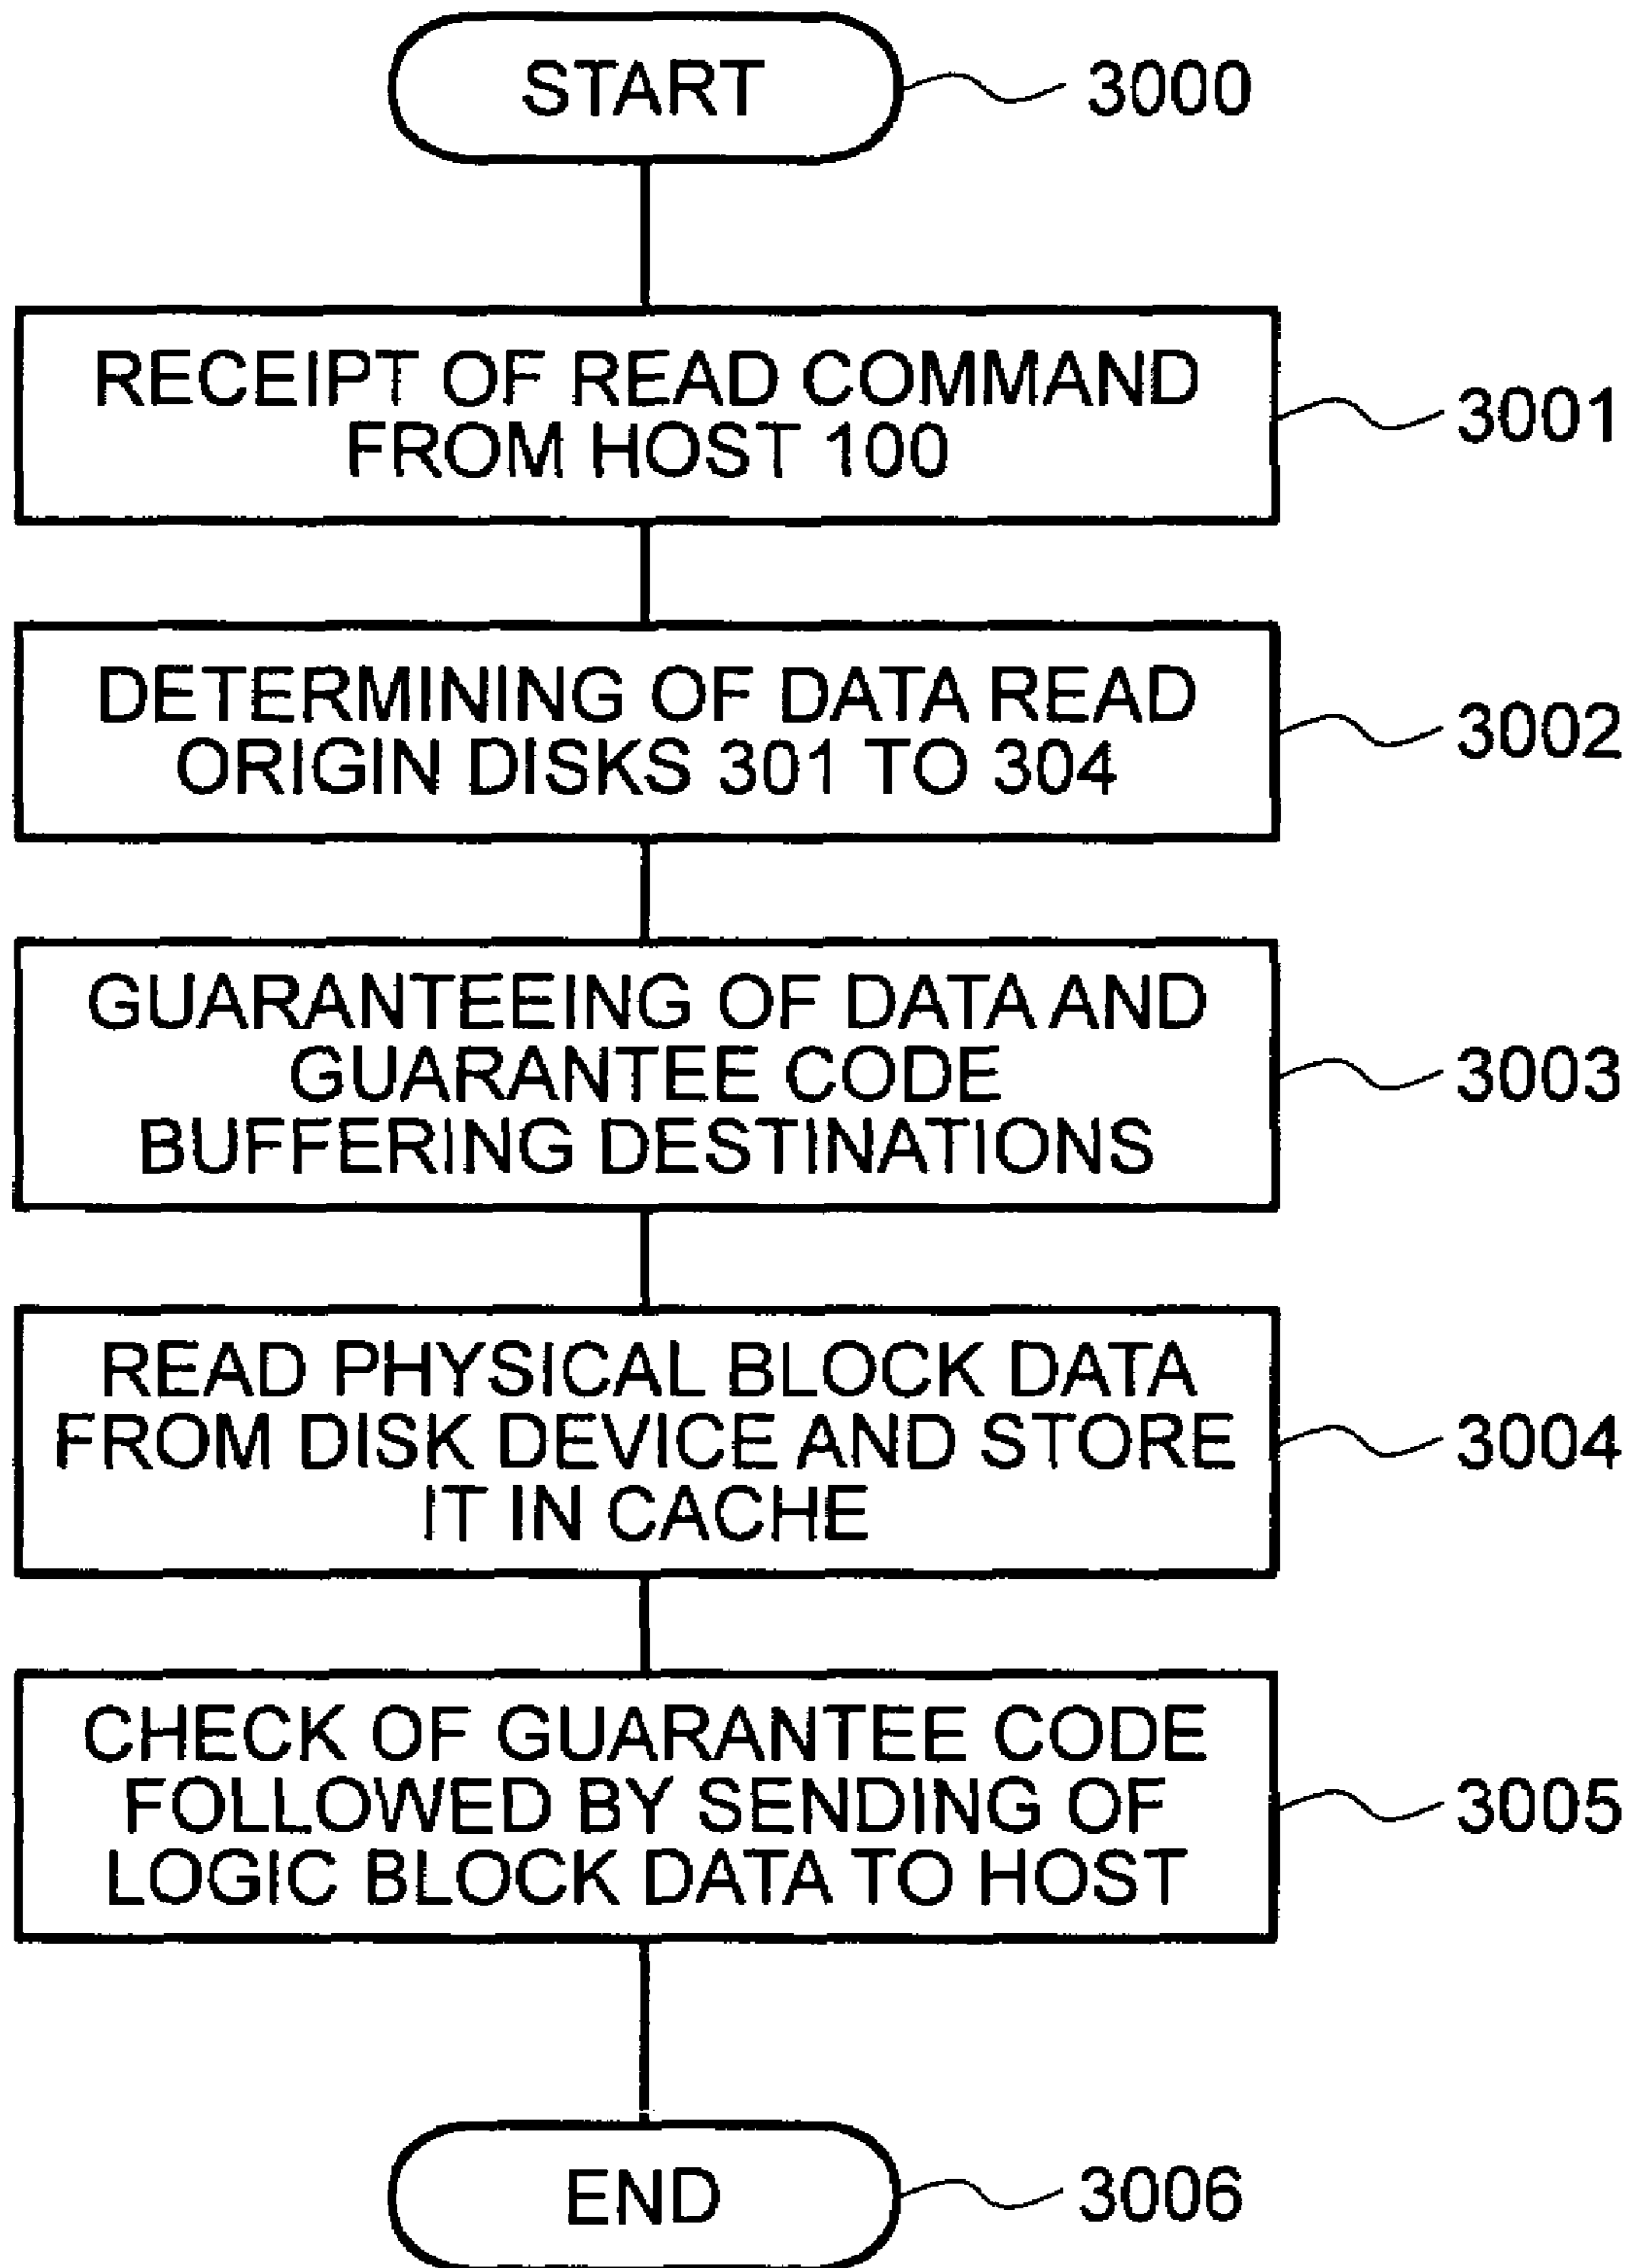 START
3000
RECEIPT OF READ COMMAND
FROM HOST 100
3001
DETERMINING OF DATA READ
ORIGIN DISKS 301 TO 304
3002
GUARANTEEING OF DATA AND
GUARANTEE CODE
BUFFERING DESTINATIONS
3003
READ PHYSICAL BLOCK DATA
FROM DISK DEVICE AND STORE
IT IN CACHE
3004
CHECK OF GUARANTEE CODE
FOLLOWED BY SENDING OF
LOGIC BLOCK DATA TO HOST
3005
END
3006